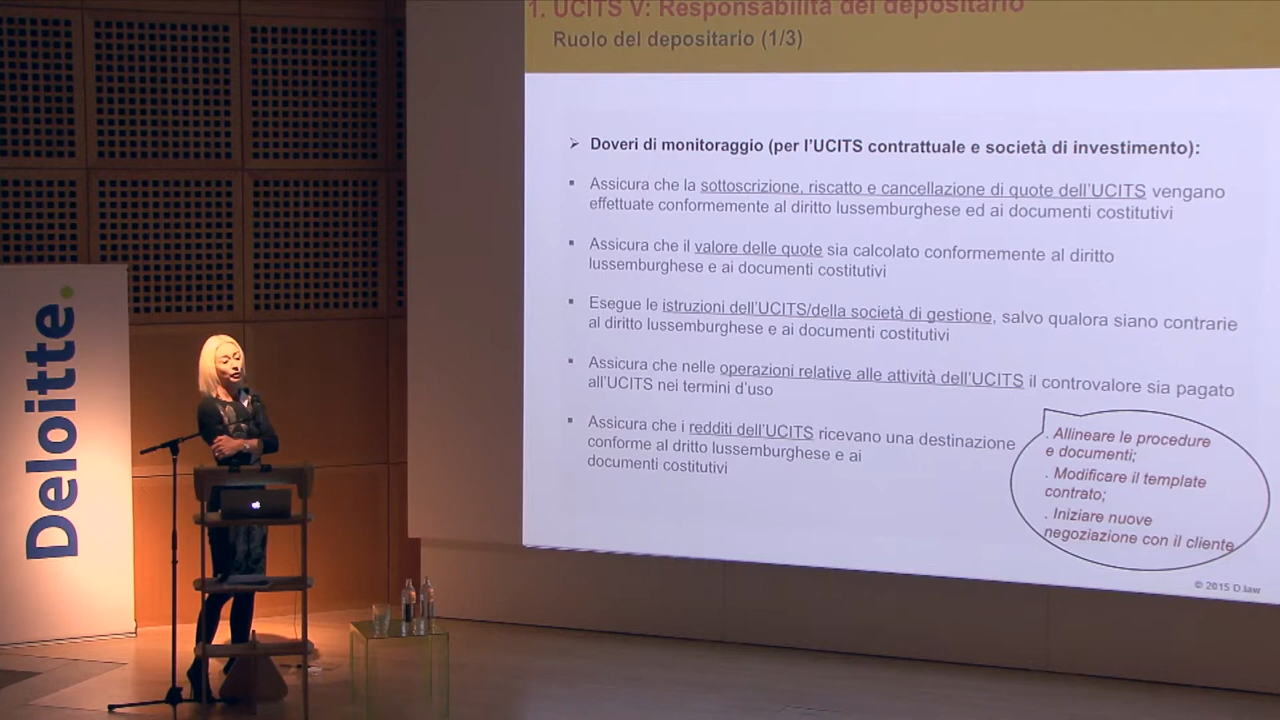 Deloitte.
1. UCITS V: Responsabilità del depositario
Ruolo del depositario (1/3)
➢ Doveri di monitoraggio (per l'UCITS contrattuale e società di investimento):
▪ Assicura che la sottoscrizione, riscatto e cancellazione di quote dell'UCITS vengano
effettuate conformemente al diritto lussemburghese ed ai documenti costitutivi
▪ Assicura che il valore delle quote sia calcolato conformemente al diritto
lussemburghese e ai documenti costitutivi
▪ Esegue le istruzioni dell'UCITS/della società di gestione, salvo qualora siano contrarie
al diritto lussemburghese e ai documenti costitutivi
▪ Assicura che nelle operazioni relative alle attività dell'UCITS il controvalore sia pagato
all'UCITS nei termini d'uso
▪ Assicura che i redditi dell'UCITS ricevano una destinazione
conforme al dritto lussemburghese e ai
documenti costitutivi
. Allineare le procedure
e documenti;
. Modificare il template
contrato;
. Iniziare nuove
negoziazione con il cliente
© 2015 D.law